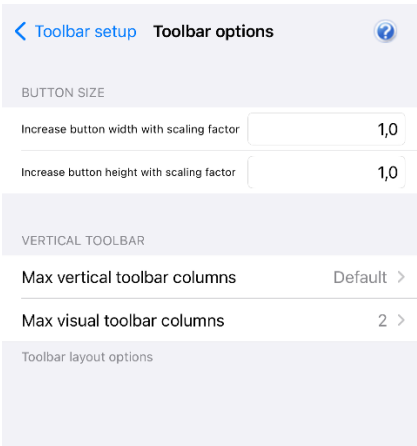 Toolbar setup Toolbar options ?
BUTTON SIZE
Increase button width with scaling factor 1,0
Increase button height with scaling factor 1,0
VERTICAL TOOLBAR
Max vertical toolbar columns Default
Max visual toolbar columns 2
Toolbar layout options